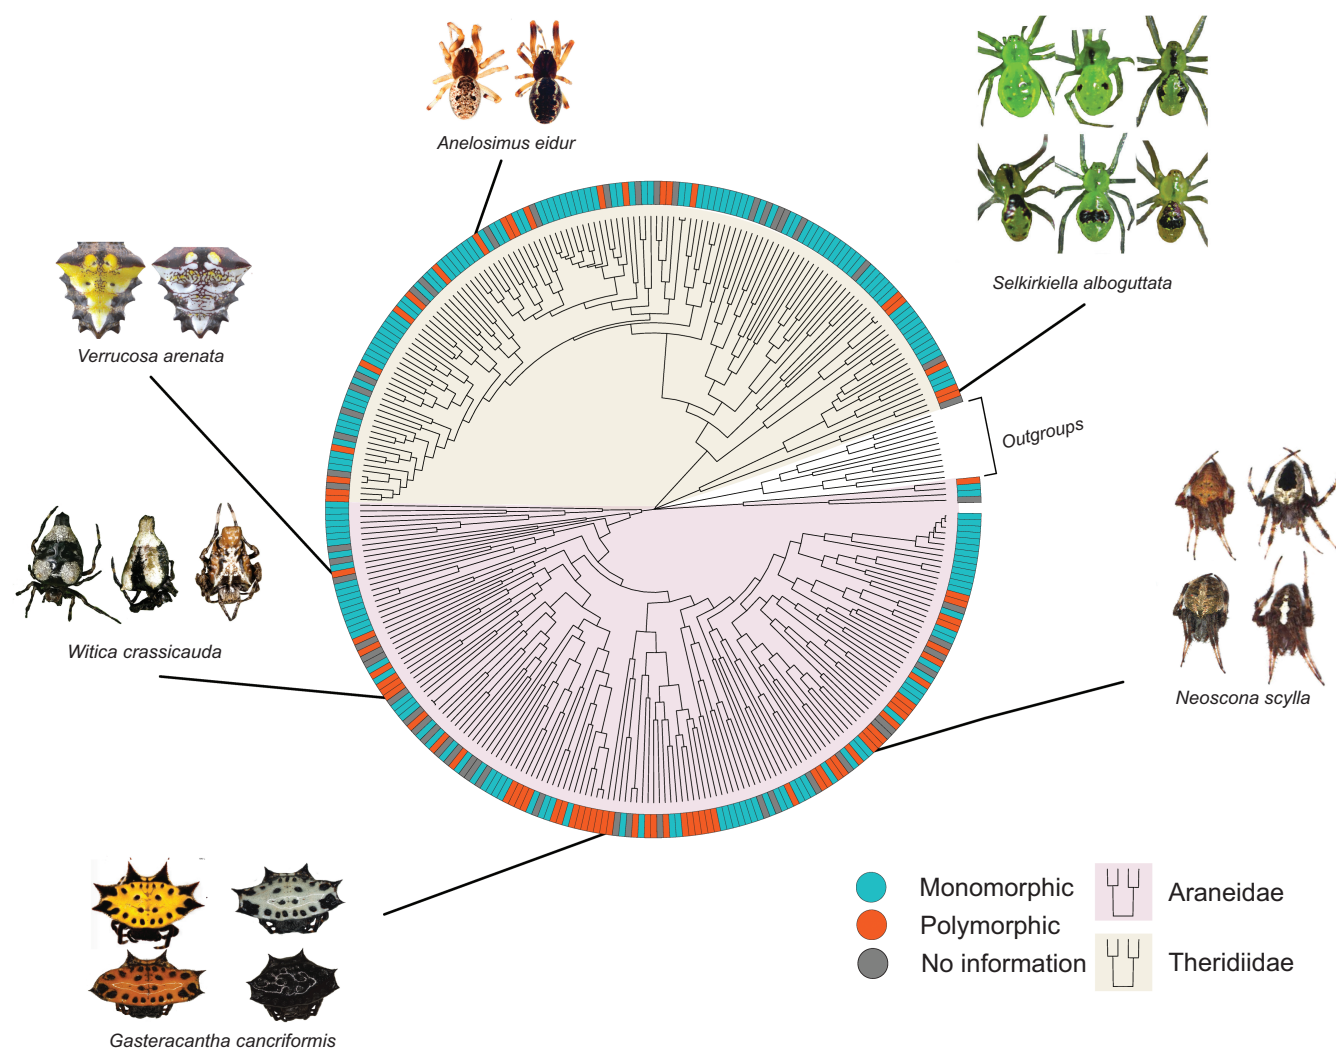 Anelosimus eidur
Selkirkiella alboguttata
Verrucosa arenata
Outgroups
Witica crassicauda
Neoscona scylla
Monomorphic
Polymorphic
No information
Araneidae
Theridiidae
Gasteracantha cancriformis